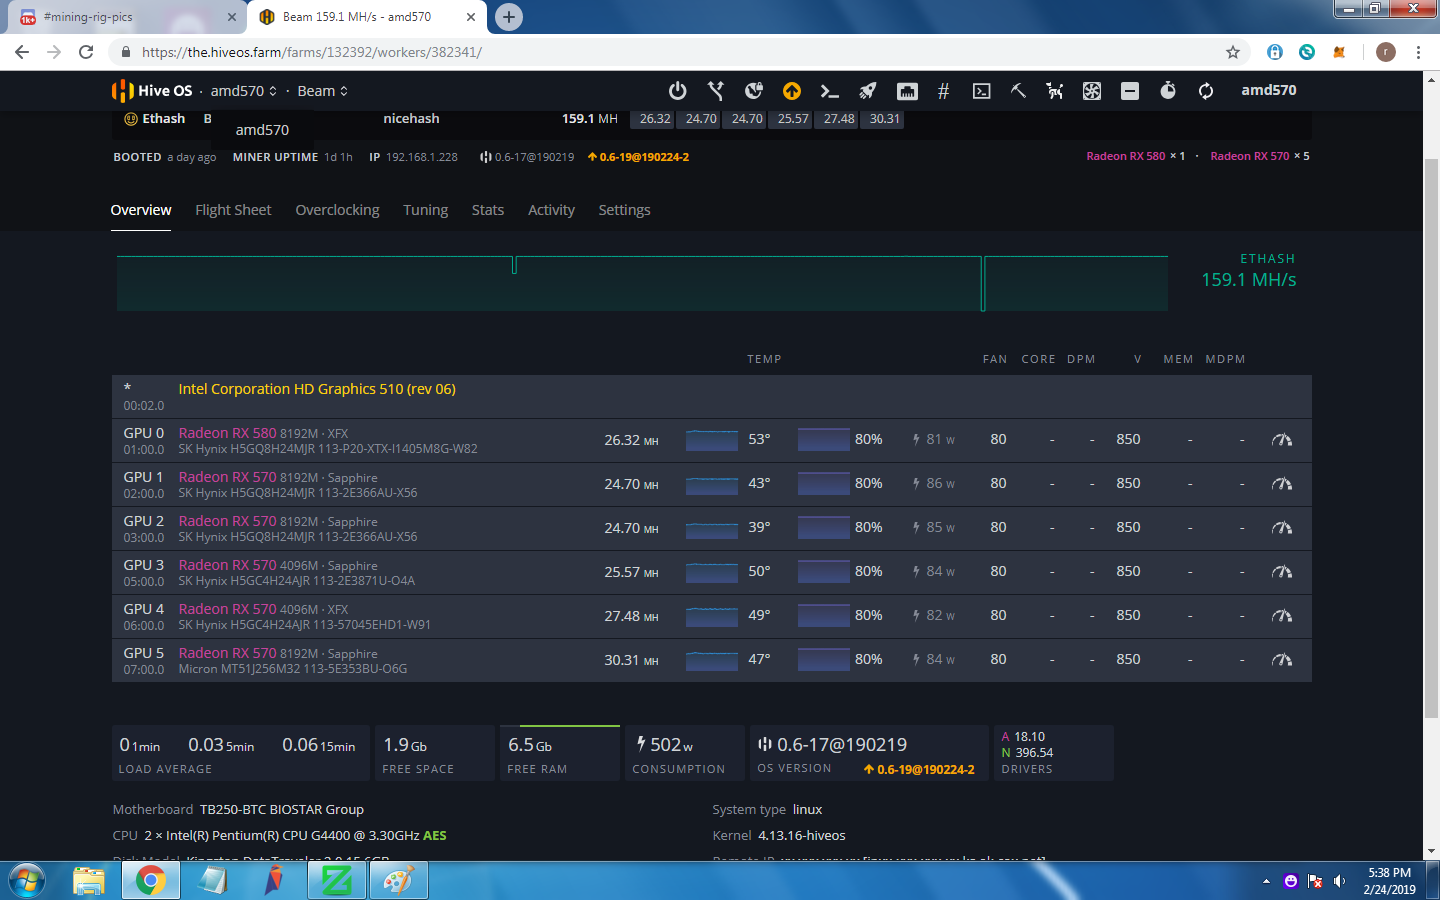 1k+ #mining-rig-pics
Beam 159.1 MH/s - amd570
https://the.hiveos.farm/farms/132392/workers/382341/
r
Hive OS · amd570 · Beam
# amd570
Ethash B nicehash 159.1 MH 26.32 24.70 24.70 25.57 27.48 30.31
amd570
BOOTED a day ago MINER UPTIME 1d 1h IP 192.168.1.228 0.6-17@190219 0.6-19@190224-2 Radeon RX 580 × 1 · Radeon RX 570 × 5
Overview Flight Sheet Overclocking Tuning Stats Activity Settings
ETHASH
159.1 MH/s
TEMP FAN CORE DPM V MEM MDPM
* Intel Corporation HD Graphics 510 (rev 06)
00:02.0
GPU 0 Radeon RX 580 8192M · XFX 26.32 MH 53° 80% 81 W 80 - - 850 - -
01:00.0 SK Hynix H5GQ8H24MJR 113-P20-XTX-I1405M8G-W82
GPU 1 Radeon RX 570 8192M · Sapphire 24.70 MH 43° 80% 86 W 80 - - 850 - -
02:00.0 SK Hynix H5GQ8H24MJR 113-2E366AU-X56
GPU 2 Radeon RX 570 8192M · Sapphire 24.70 MH 39° 80% 85 W 80 - - 850 - -
03:00.0 SK Hynix H5GQ8H24MJR 113-2E366AU-X56
GPU 3 Radeon RX 570 4096M · Sapphire 25.57 MH 50° 80% 84 W 80 - - 850 - -
05:00.0 SK Hynix H5GC4H24AJR 113-2E3871U-O4A
GPU 4 Radeon RX 570 4096M · XFX 27.48 MH 49° 80% 82 W 80 - - 850 - -
06:00.0 SK Hynix H5GC4H24AJR 113-57045EHD1-W91
GPU 5 Radeon RX 570 8192M · Sapphire 30.31 MH 47° 80% 84 W 80 - - 850 - -
07:00.0 Micron MT51J256M32 113-5E353BU-O6G
0 1min 0.03 5min 0.06 15min 1.9 Gb 6.5 Gb 502 w 0.6-17@190219 A 18.10
N 396.54
LOAD AVERAGE FREE SPACE FREE RAM CONSUMPTION OS VERSION 0.6-19@190224-2 DRIVERS
Motherboard TB250-BTC BIOSTAR Group System type linux
CPU 2 × Intel(R) Pentium(R) CPU G4400 @ 3.30GHz AES Kernel 4.13.16-hiveos
Disk Model Kingston DataTraveler 2.0 15.6GB Remote IP
5:38 PM
2/24/2019